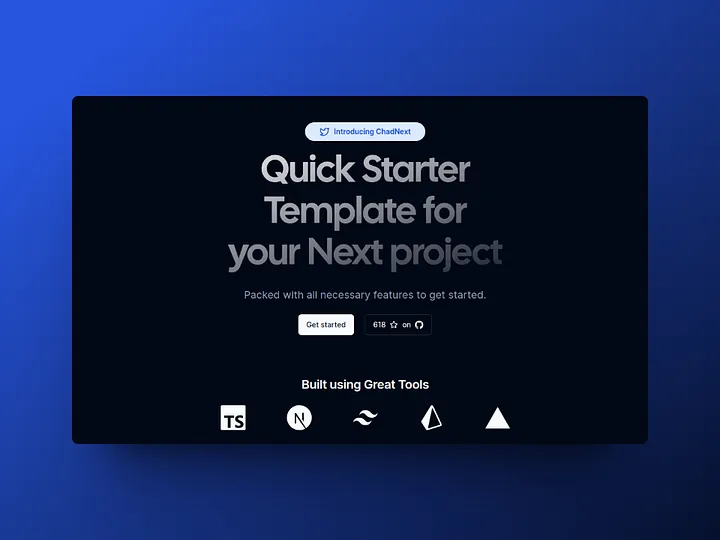 Introducing ChadNext
Quick Starter
Template for
your Next project
Packed with all necessary features to get started.
Get started
618 on
Built using Great Tools
TS
N